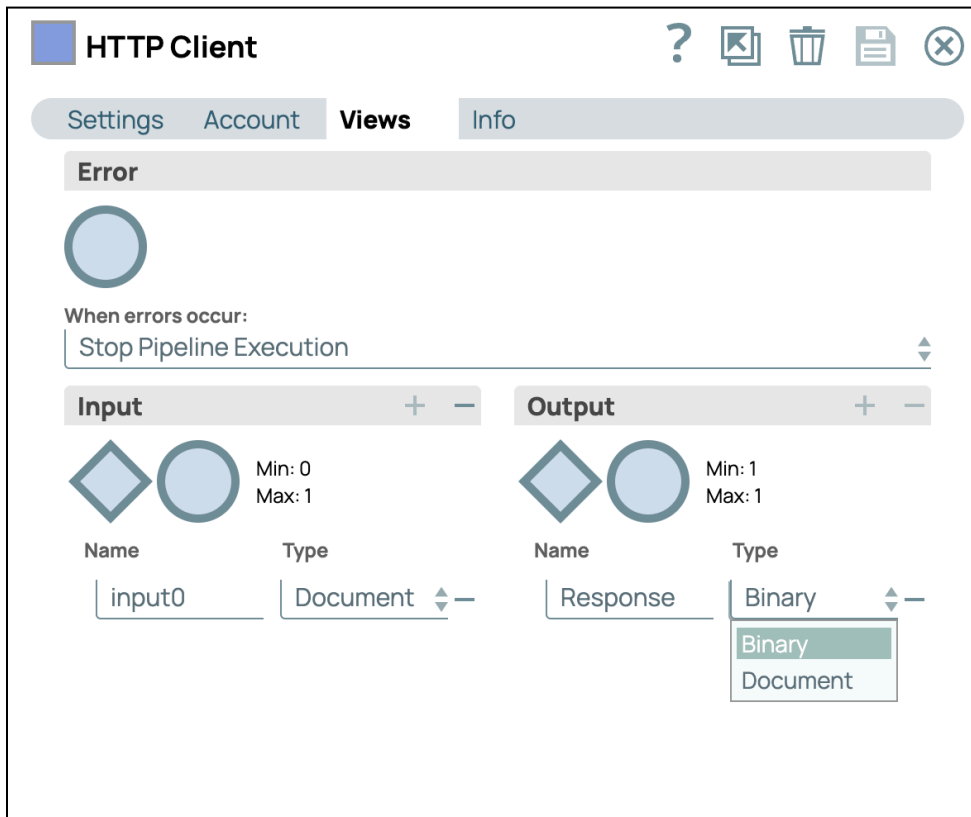 HTTP Client
?
Settings Account Views Info
Error
When errors occur:
Stop Pipeline Execution
Input + −
Output + −
Min: 0
Max: 1
Min: 1
Max: 1
Name Type
Name Type
input0 Document −
Response Binary −
Binary
Document